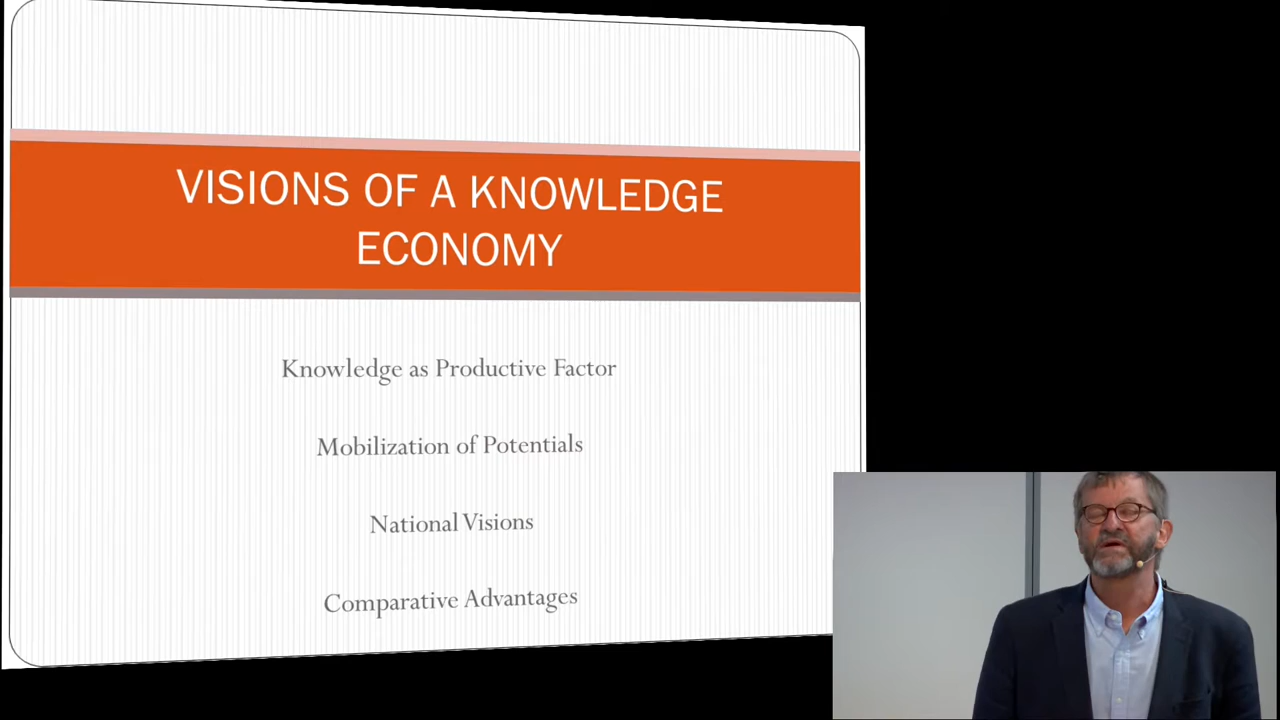 VISIONS OF A KNOWLEDGE
ECONOMY
Knowledge as Productive Factor
Mobilization of Potentials
National Visions
Comparative Advantages